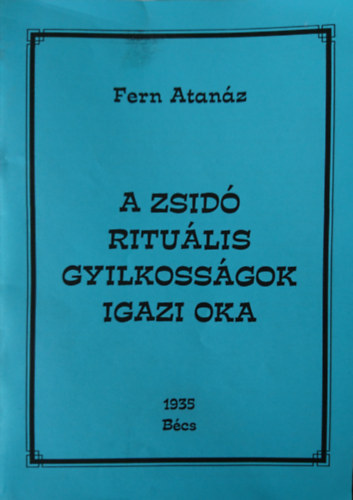 Fern Atanáz
A ZSIDÓ
RITUÁLIS
GYILKOSSÁGOK
IGAZI OKA
1935
Bécs